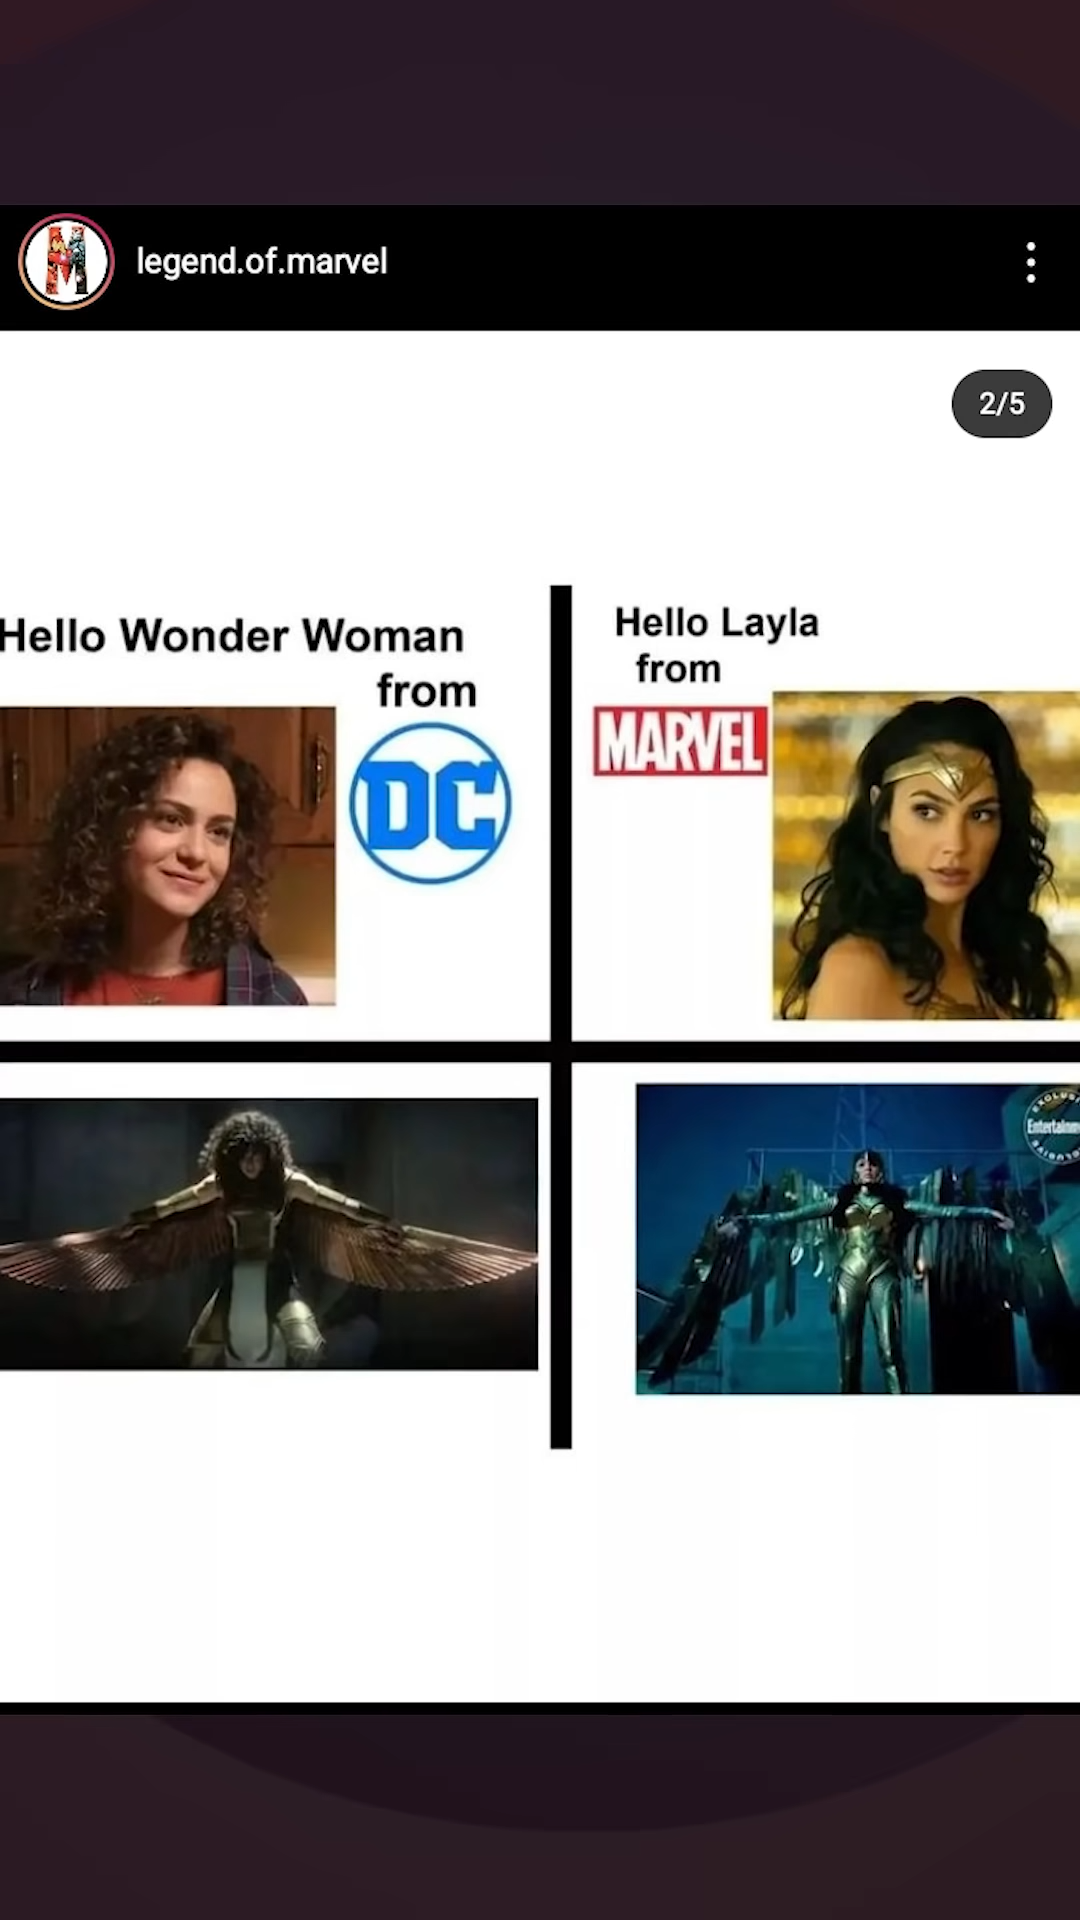 legend.of.marvel
2/5
Hello Wonder Woman
from
DC
Hello Layla
from
MARVEL